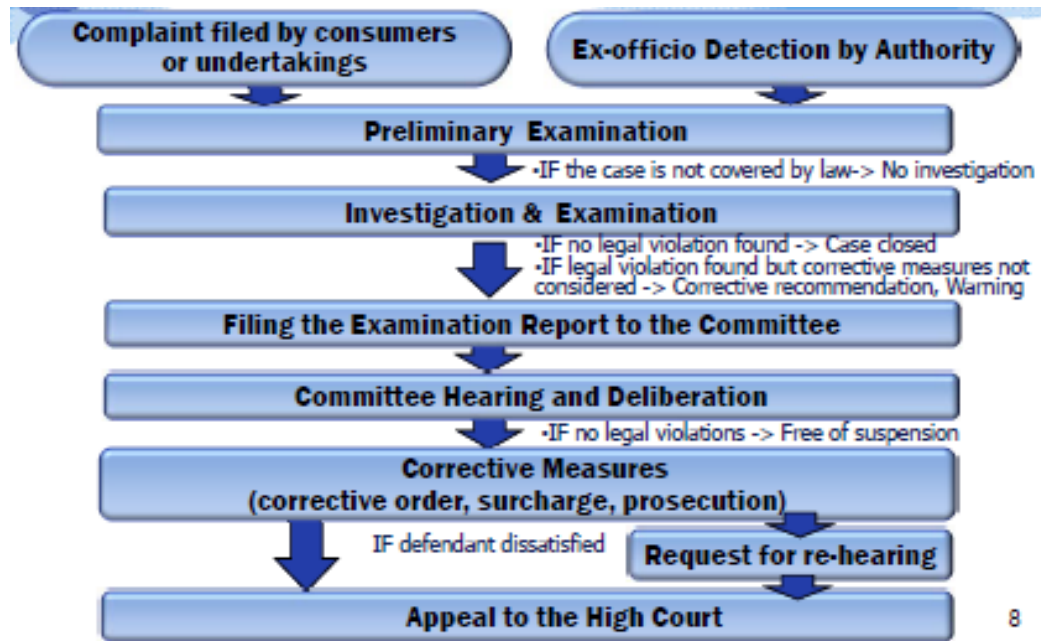 Complaint filed by consumers
or undertakings
Ex-officio Detection by Authority
Preliminary Examination
•IF the case is not covered by law-> No investigation
Investigation & Examination
•IF no legal violation found -> Case closed
•IF legal violation found but corrective measures not
considered -> Corrective recommendation, Warning
Filing the Examination Report to the Committee
Committee Hearing and Deliberation
•IF no legal violations -> Free of suspension
Corrective Measures
(corrective order, surcharge, prosecution)
IF defendant dissatisfied
Request for re-hearing
Appeal to the High Court
8